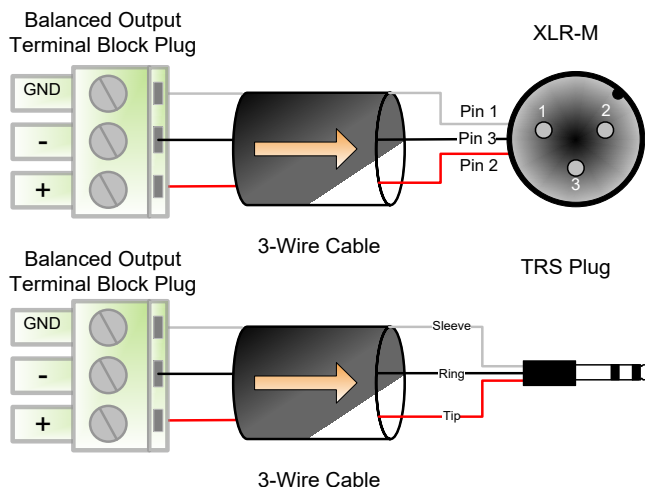 Balanced Output
Terminal Block Plug
XLR-M
GND
-
+
Pin 1
Pin 3
Pin 2
1
2
3
3-Wire Cable
Balanced Output
Terminal Block Plug
TRS Plug
GND
-
+
Sleeve
Ring
Tip
3-Wire Cable